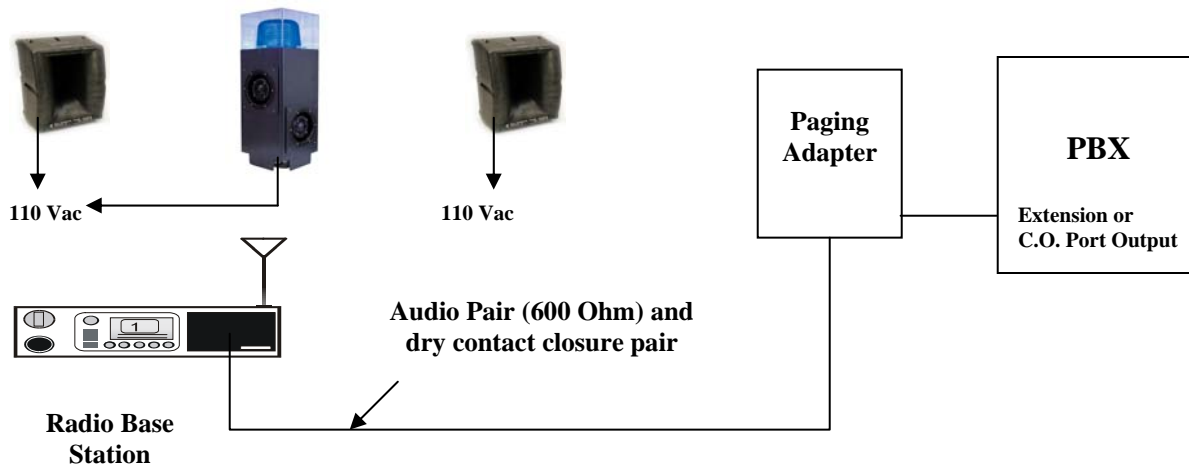 110 Vac
110 Vac
Paging
Adapter
PBX
Extension or
C.O. Port Output
1
Audio Pair (600 Ohm) and
dry contact closure pair
Radio Base
Station